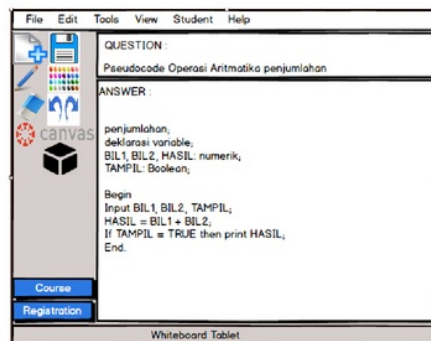 File Edit Tools View Student Help
QUESTION :
Pseudocode Operasi Aritmatika penjumlahan
ANSWER :
penjumlahan;
deklarasi variable;
BIL1, BIL2, HASIL: numerik;
TAMPIL: Boolean;
Begin
Input BIL1, BIL2, TAMPIL;
HASIL = BIL1 + BIL2;
If TAMPIL = TRUE then print HASIL;
End.
canvas
Course
Registration
Whiteboard Tablet